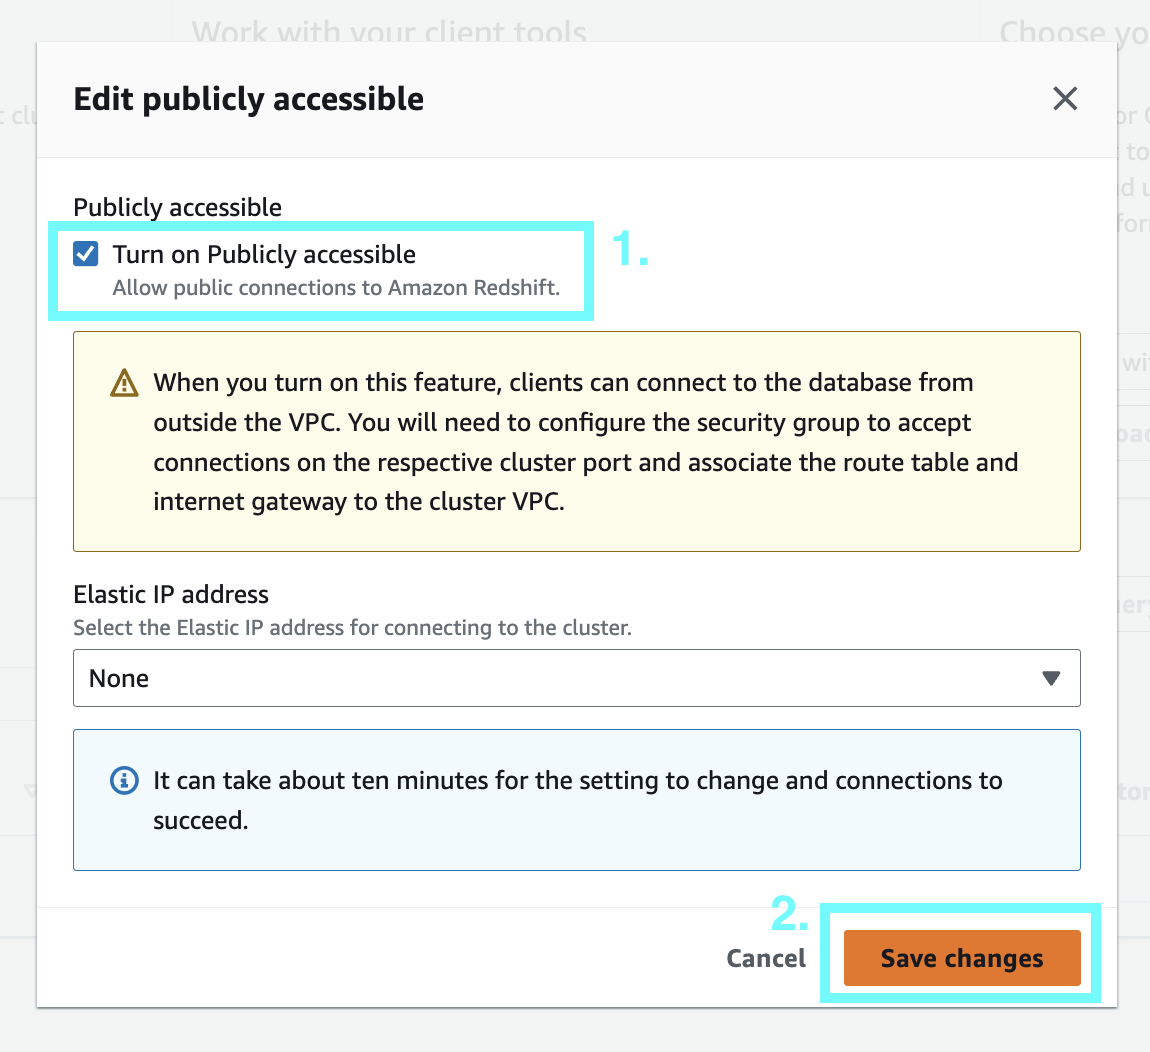 Work with your client tools
Choose yo
Edit publicly accessible
Publicly accessible
Turn on Publicly accessible
1.
Allow public connections to Amazon Redshift.
When you turn on this feature, clients can connect to the database from
outside the VPC. You will need to configure the security group to accept
connections on the respective cluster port and associate the route table and
internet gateway to the cluster VPC.
Elastic IP address
Select the Elastic IP address for connecting to the cluster.
None
It can take about ten minutes for the setting to change and connections to
succeed.
2.
Cancel
Save changes